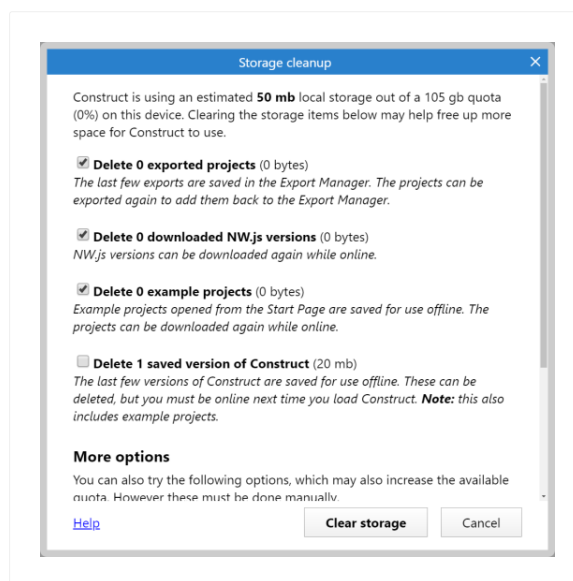 Storage cleanup
Construct is using an estimated 50 mb local storage out of a 105 gb quota
(0%) on this device. Clearing the storage items below may help free up more
space for Construct to use.
Delete 0 exported projects (0 bytes)
The last few exports are saved in the Export Manager. The projects can be
exported again to add them back to the Export Manager.
Delete 0 downloaded NW.js versions (0 bytes)
NW.js versions can be downloaded again while online.
Delete 0 example projects (0 bytes)
Example projects opened from the Start Page are saved for use offline. The
projects can be downloaded again while online.
Delete 1 saved version of Construct (20 mb)
The last few versions of Construct are saved for use offline. These can be
deleted, but you must be online next time you load Construct. Note: this also
includes example projects.
More options
You can also try the following options, which may also increase the available
quota. However these must be done manually.
Help
Clear storage
Cancel